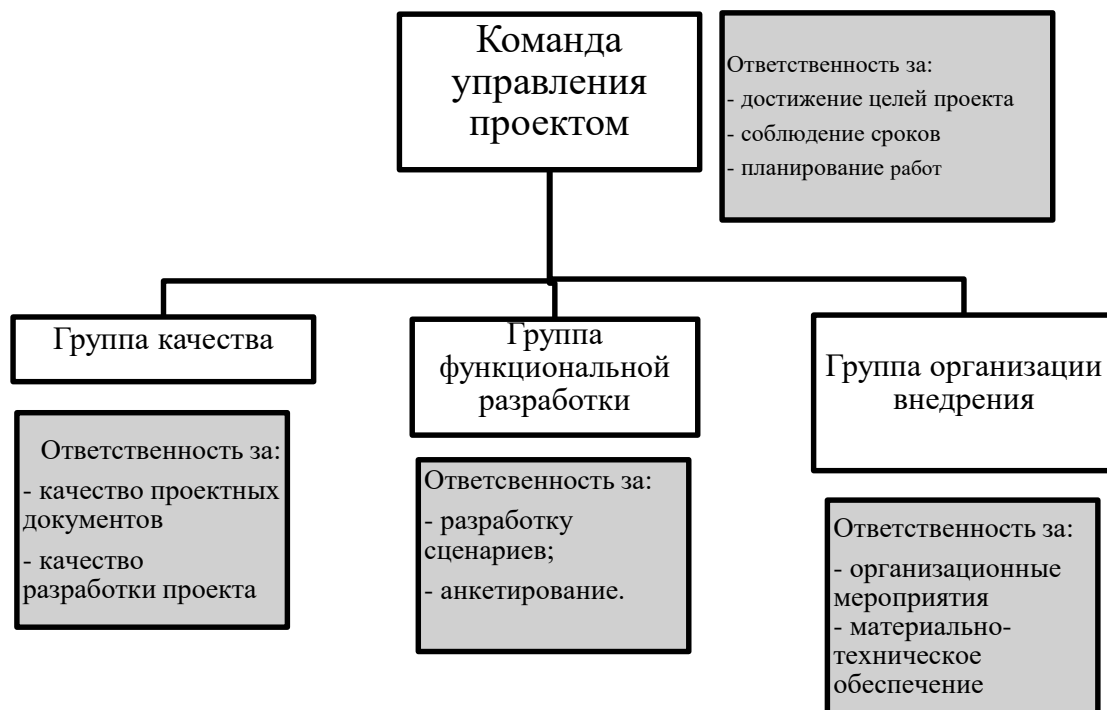 Команда
управления
проектом
Ответственность за:
- достижение целей проекта
- соблюдение сроков
- планирование работ
Группа качества
Группа
функциональной
разработки
Группа организации
внедрения
Ответственность за:
- качество проектных
документов
- качество
разработки проекта
Ответсвенность за:
- разработку
сценариев;
- анкетирование.
Ответственность за:
- организационные
мероприятия
- материально-
техническое
обеспечение